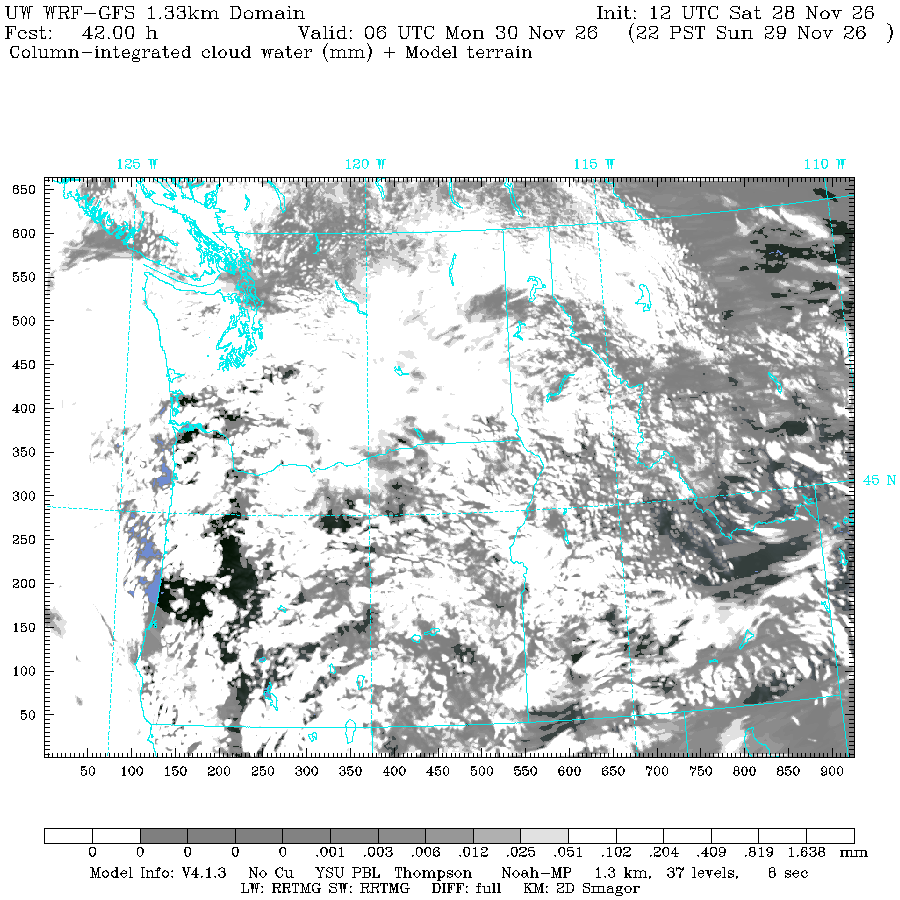 UW WRF-GFS 1.33km Domain Init: 12 UTC Sat 28 Nov 26
Fcst: 42.00 h Valid: 06 UTC Mon 30 Nov 26 (22 PST Sun 29 Nov 26 )
Column-integrated cloud water (mm) + Model terrain
125 W 120 W 115 W 110 W
650
600
550
500
450
400
350
45 N
300
250
200
150
100
50
50 100 150 200 250 300 350 400 450 500 550 600 650 700 750 800 850 900
0 0 0 0 0 .001 .003 .006 .012 .025 .051 .102 .204 .409 .819 1.638 mm
Model Info: V4.1.3 No Cu YSU PBL Thompson Noah-MP 1.3 km, 37 levels, 8 sec
LW: RRTMG SW: RRTMG DIFF: full KM: 2D Smagor